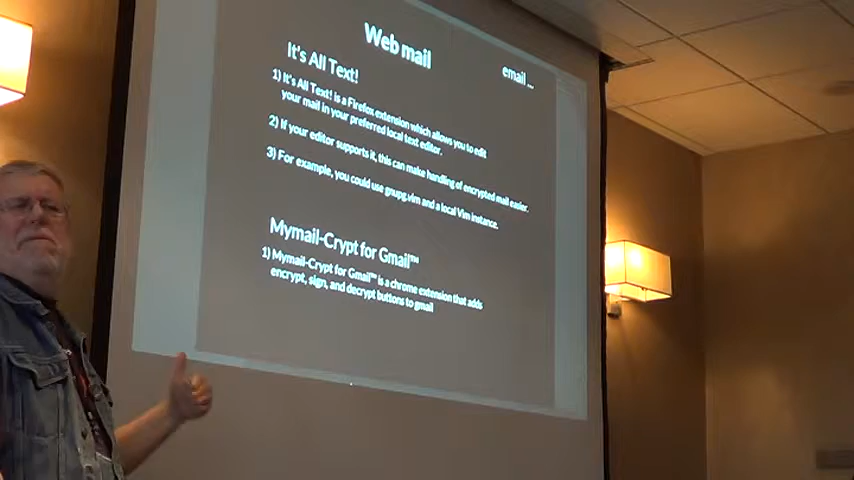 Web mail
email ...
It's All Text!
1) It's All Text! is a Firefox extension which allows you to edit
your mail in your preferred local text editor.
2) If your editor supports it, this can make handling of encrypted mail easier.
3) For example, you could use gnupg.vim and a local Vim instance.
Mymail-Crypt for Gmail™
1) Mymail-Crypt for Gmail™ is a chrome extension that adds
encrypt, sign, and decrypt buttons to gmail